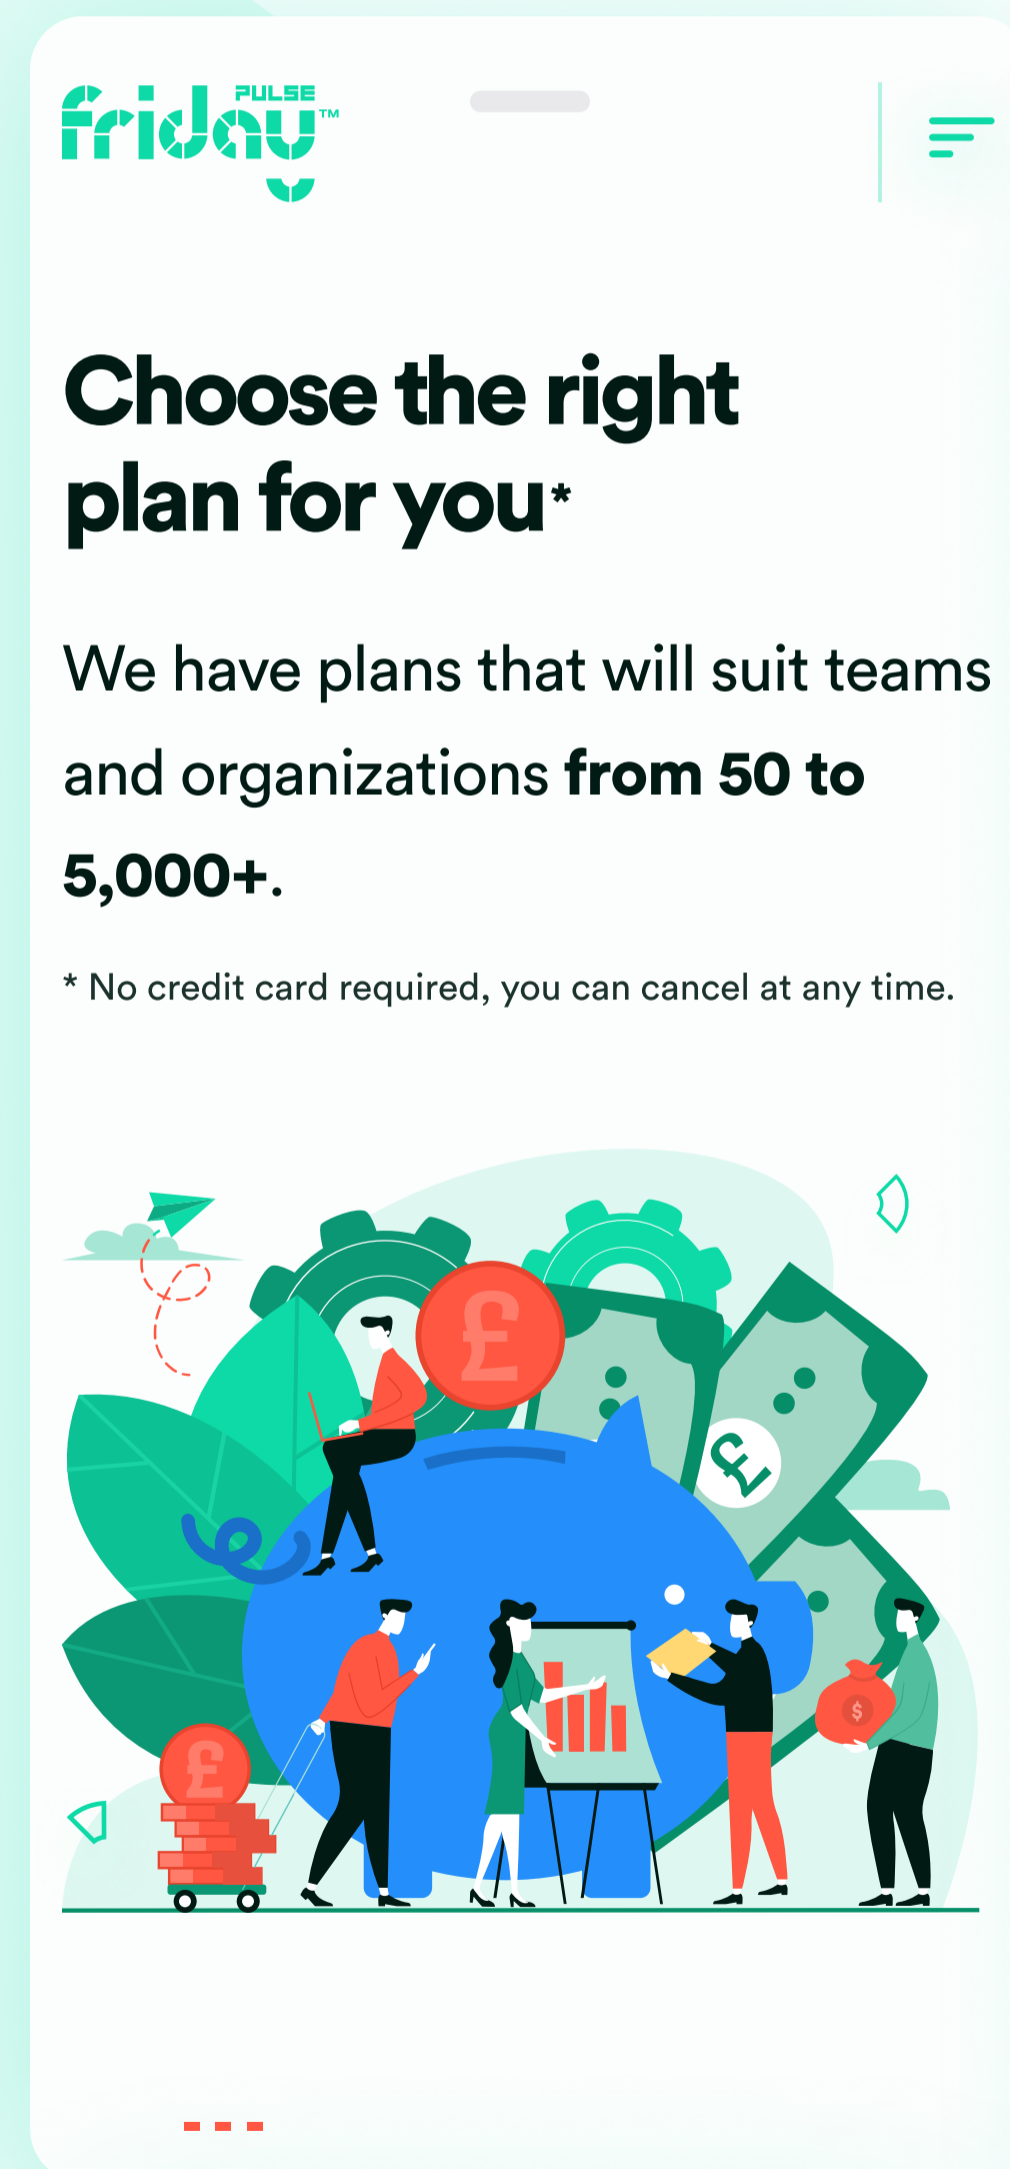 PULSE
friday™
Choose the right
plan for you*
We have plans that will suit teams
and organizations from 50 to
5,000+.
* No credit card required, you can cancel at any time.
£
£
£
$